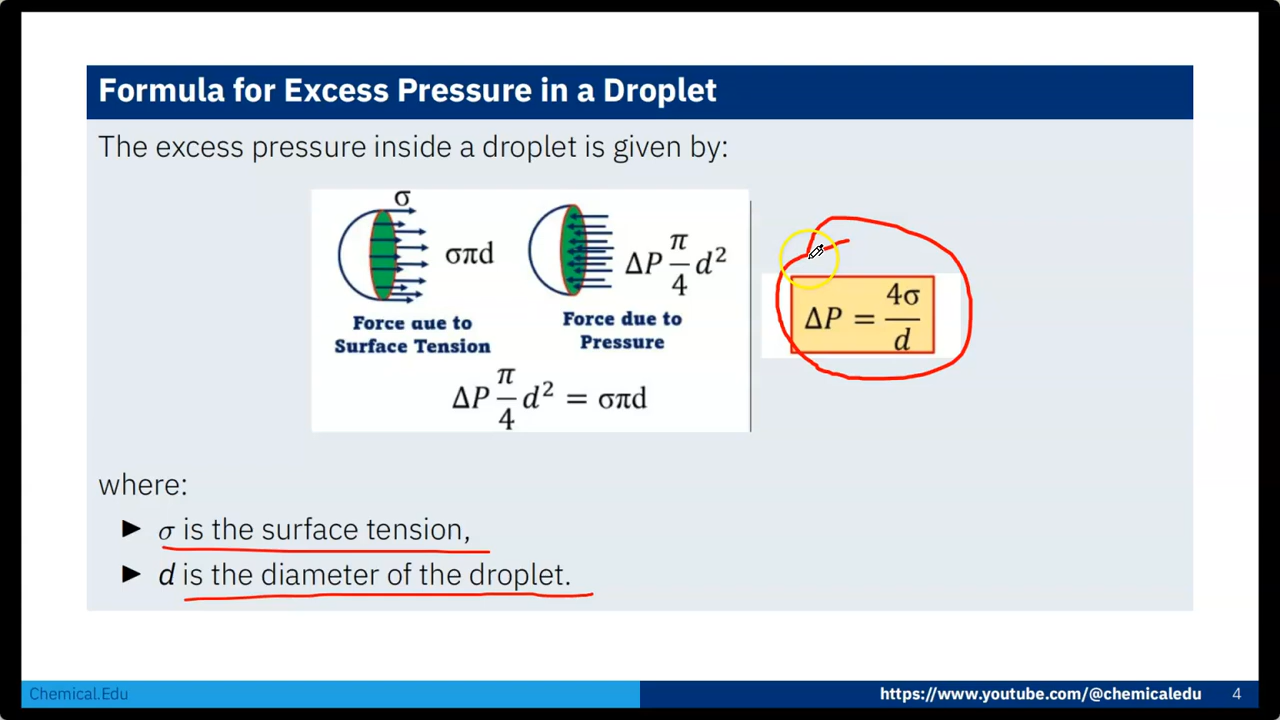 Formula for Excess Pressure in a Droplet
The excess pressure inside a droplet is given by:
σ
σπd
ΔP π/4 d²
Force aue to
Surface Tension
Force due to
Pressure
ΔP = 4σ/d
ΔP π/4 d² = σπd
where:
▶ σ is the surface tension,
▶ d is the diameter of the droplet.
Chemical.Edu
https://www.youtube.com/@chemicaledu 4